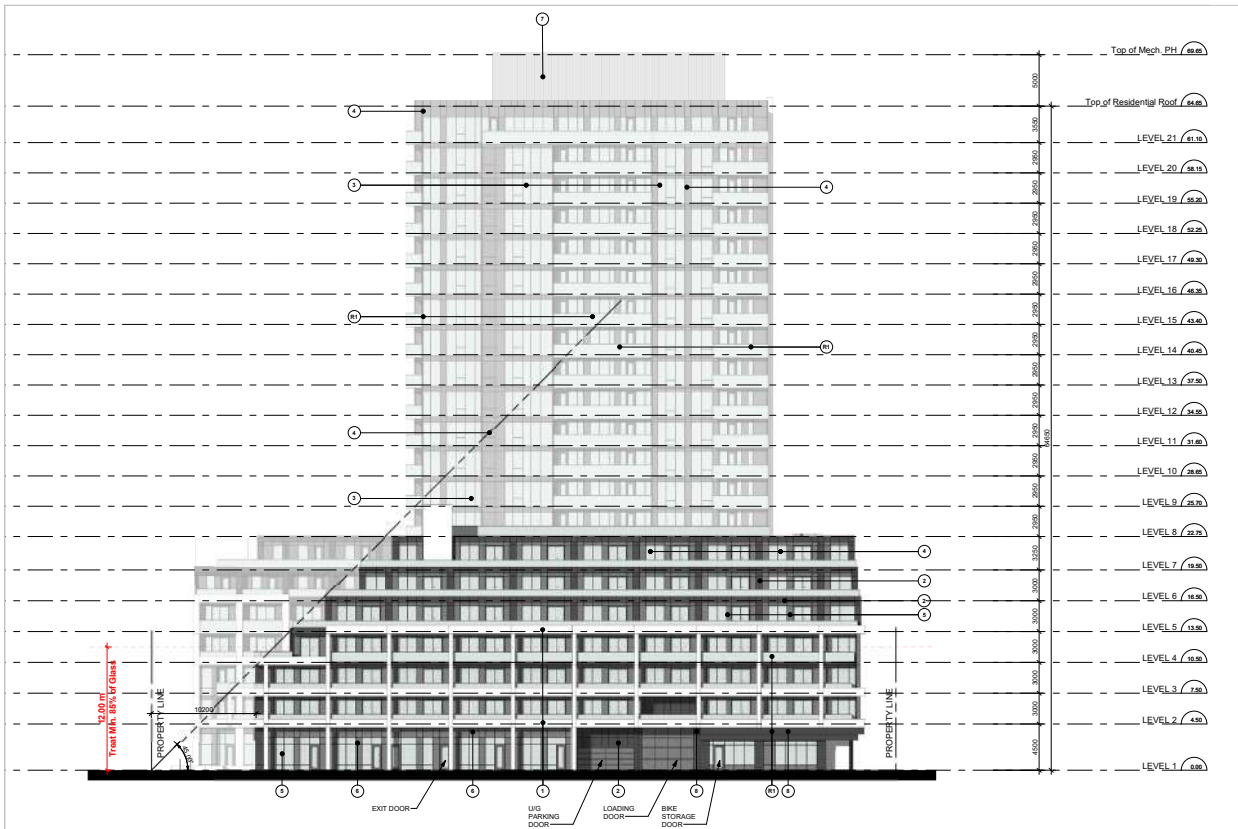 7
Top of Mech. PH 69.65
5000
Top of Residential Roof 64.65
4
3550
LEVEL 21 61.10
2950
LEVEL 20 58.15
3
4
2950
LEVEL 19 55.20
2950
LEVEL 18 52.25
2950
LEVEL 17 49.30
2950
LEVEL 16 46.35
R1
2950
LEVEL 15 43.40
R1
2950
LEVEL 14 40.45
2950
LEVEL 13 37.50
2950
LEVEL 12 34.55
4
2950
64650
LEVEL 11 31.60
2950
LEVEL 10 28.65
3
2950
LEVEL 9 25.70
2950
LEVEL 8 22.75
4
3250
LEVEL 7 19.50
2
3000
LEVEL 6 16.50
2
5
3000
LEVEL 5 13.50
3000
LEVEL 4 10.50
12.00 m
Treat Min. 85% of Glass
3000
LEVEL 3 7.50
PROPERTY LINE
10200
PROPERTY LINE
3000
LEVEL 2 4.50
4500
LEVEL 1 0.00
5
6
6
1
2
8
R1
8
EXIT DOOR
U/G
PARKING
DOOR
LOADING
DOOR
BIKE
STORAGE
DOOR